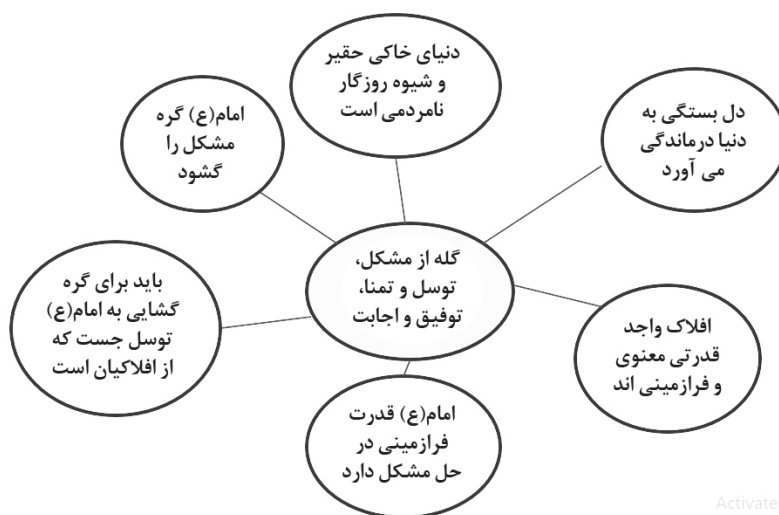 دنیای خاکی حقیر
و شیوه روزگار
نامردمی است
دل بستگی به
دنیا درماندگی
می آورد
امام(ع) گره
مشکل را
گشود
گله از مشکل،
توسل و تمنا،
توفیق و اجابت
باید برای گره
گشایی به امام(ع)
توسل جست که
از افلاکیان است
افلاک واجد
قدرتی معنوی
و فرازمینی اند
امام(ع) قدرت
فرازمینی در
حل مشکل دارد
Activate